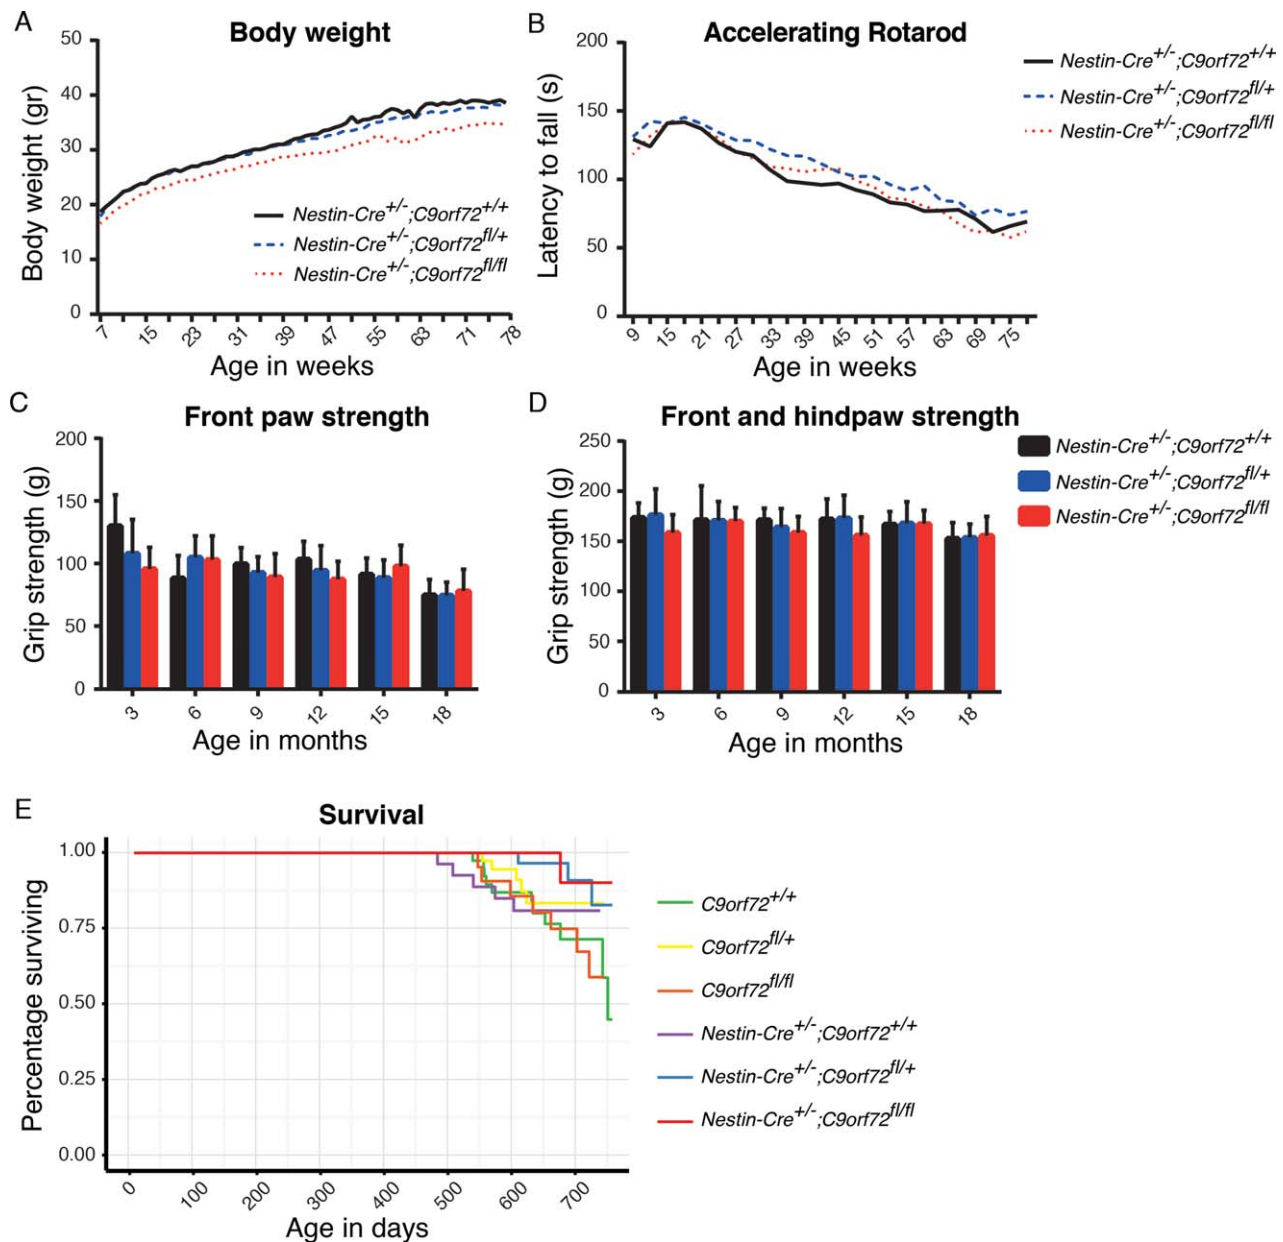 A
Body weight
Body weight (gr)
50
40
30
20
10
0
7 15 23 31 39 47 55 63 71 78
Age in weeks
Nestin-Cre+/-;C9orf72+/+
Nestin-Cre+/-;C9orf72fl/+
Nestin-Cre+/-;C9orf72fl/fl
B
Accelerating Rotarod
Latency to fall (s)
200
150
100
50
0
9 15 21 27 33 39 45 51 57 63 69 75
Age in weeks
Nestin-Cre+/-;C9orf72+/+
Nestin-Cre+/-;C9orf72fl/+
Nestin-Cre+/-;C9orf72fl/fl
C
Front paw strength
Grip strength (g)
200
150
100
50
0
3 6 9 12 15 18
Age in months
D
Front and hindpaw strength
Grip strength (g)
250
200
150
100
50
0
3 6 9 12 15 18
Age in months
Nestin-Cre+/-;C9orf72+/+
Nestin-Cre+/-;C9orf72fl/+
Nestin-Cre+/-;C9orf72fl/fl
E
Survival
Percentage surviving
1.00
0.75
0.50
0.25
0.00
0 100 200 300 400 500 600 700
Age in days
C9orf72+/+
C9orf72fl/+
C9orf72fl/fl
Nestin-Cre+/-;C9orf72+/+
Nestin-Cre+/-;C9orf72fl/+
Nestin-Cre+/-;C9orf72fl/fl